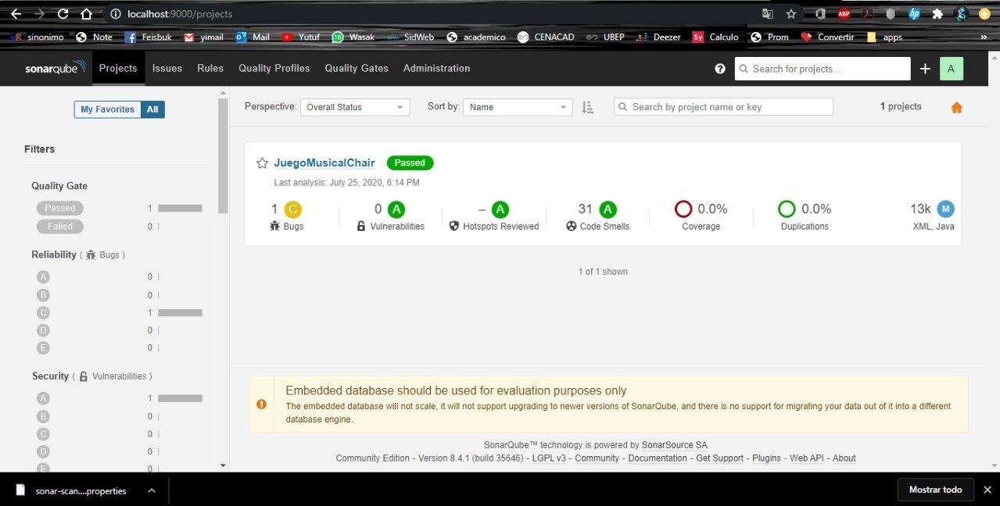 localhost:9000/projects
ABP
hp
sinonimo Note Feisbuk yimail Mail Yutuf 10 Wasak SidWeb academico CENACAD UBEP Deezer Sy Calculo Prom Convertir apps »
sonarqube Projects Issues Rules Quality Profiles Quality Gates Administration ? Search for projects... + A
My Favorites All
Perspective: Overall Status Sort by: Name Search by project name or key 1 projects
Filters
Quality Gate
Passed 1
Failed 0
Reliability ( Bugs )
A 0
B 0
C 1
D 0
E 0
Security ( Vulnerabilities )
A 1
B 0
C 0
D 0
E 0
JuegoMusicalChair Passed
Last analysis: July 25, 2020, 6:14 PM
1 C 0 A – A 31 A 0.0% 0.0% 13k M
Bugs Vulnerabilities Hotspots Reviewed Code Smells Coverage Duplications XML, Java
1 of 1 shown
Embedded database should be used for evaluation purposes only
The embedded database will not scale, it will not support upgrading to newer versions of SonarQube, and there is no support for migrating your data out of it into a different
database engine.
SonarQube™ technology is powered by SonarSource SA
Community Edition - Version 8.4.1 (build 35646) - LGPL v3 - Community - Documentation - Get Support - Plugins - Web API - About
sonar-scan....properties
Mostrar todo